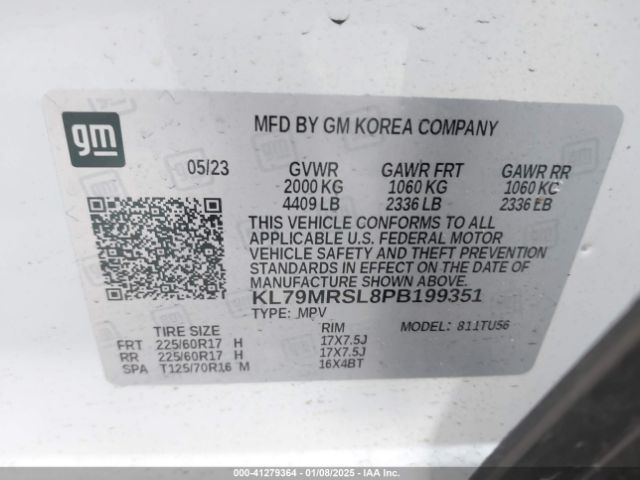 gm
MFD BY GM KOREA COMPANY
05/23 GVWR GAWR FRT GAWR RR
2000 KG 1060 KG 1060 KG
4409 LB 2336 LB 2336 LB
THIS VEHICLE CONFORMS TO ALL
APPLICABLE U.S. FEDERAL MOTOR
VEHICLE SAFETY AND THEFT PREVENTION
STANDARDS IN EFFECT ON THE DATE OF
MANUFACTURE SHOWN ABOVE.
KL79MRSL8PB199351
TYPE: MPV
TIRE SIZE RIM MODEL: 811TU56
FRT 225/60R17 H 17X7.5J
RR 225/60R17 H 17X7.5J
SPA T125/70R16 M 16X4BT
000-41279364 | 01/08/2025 | IAA Inc.